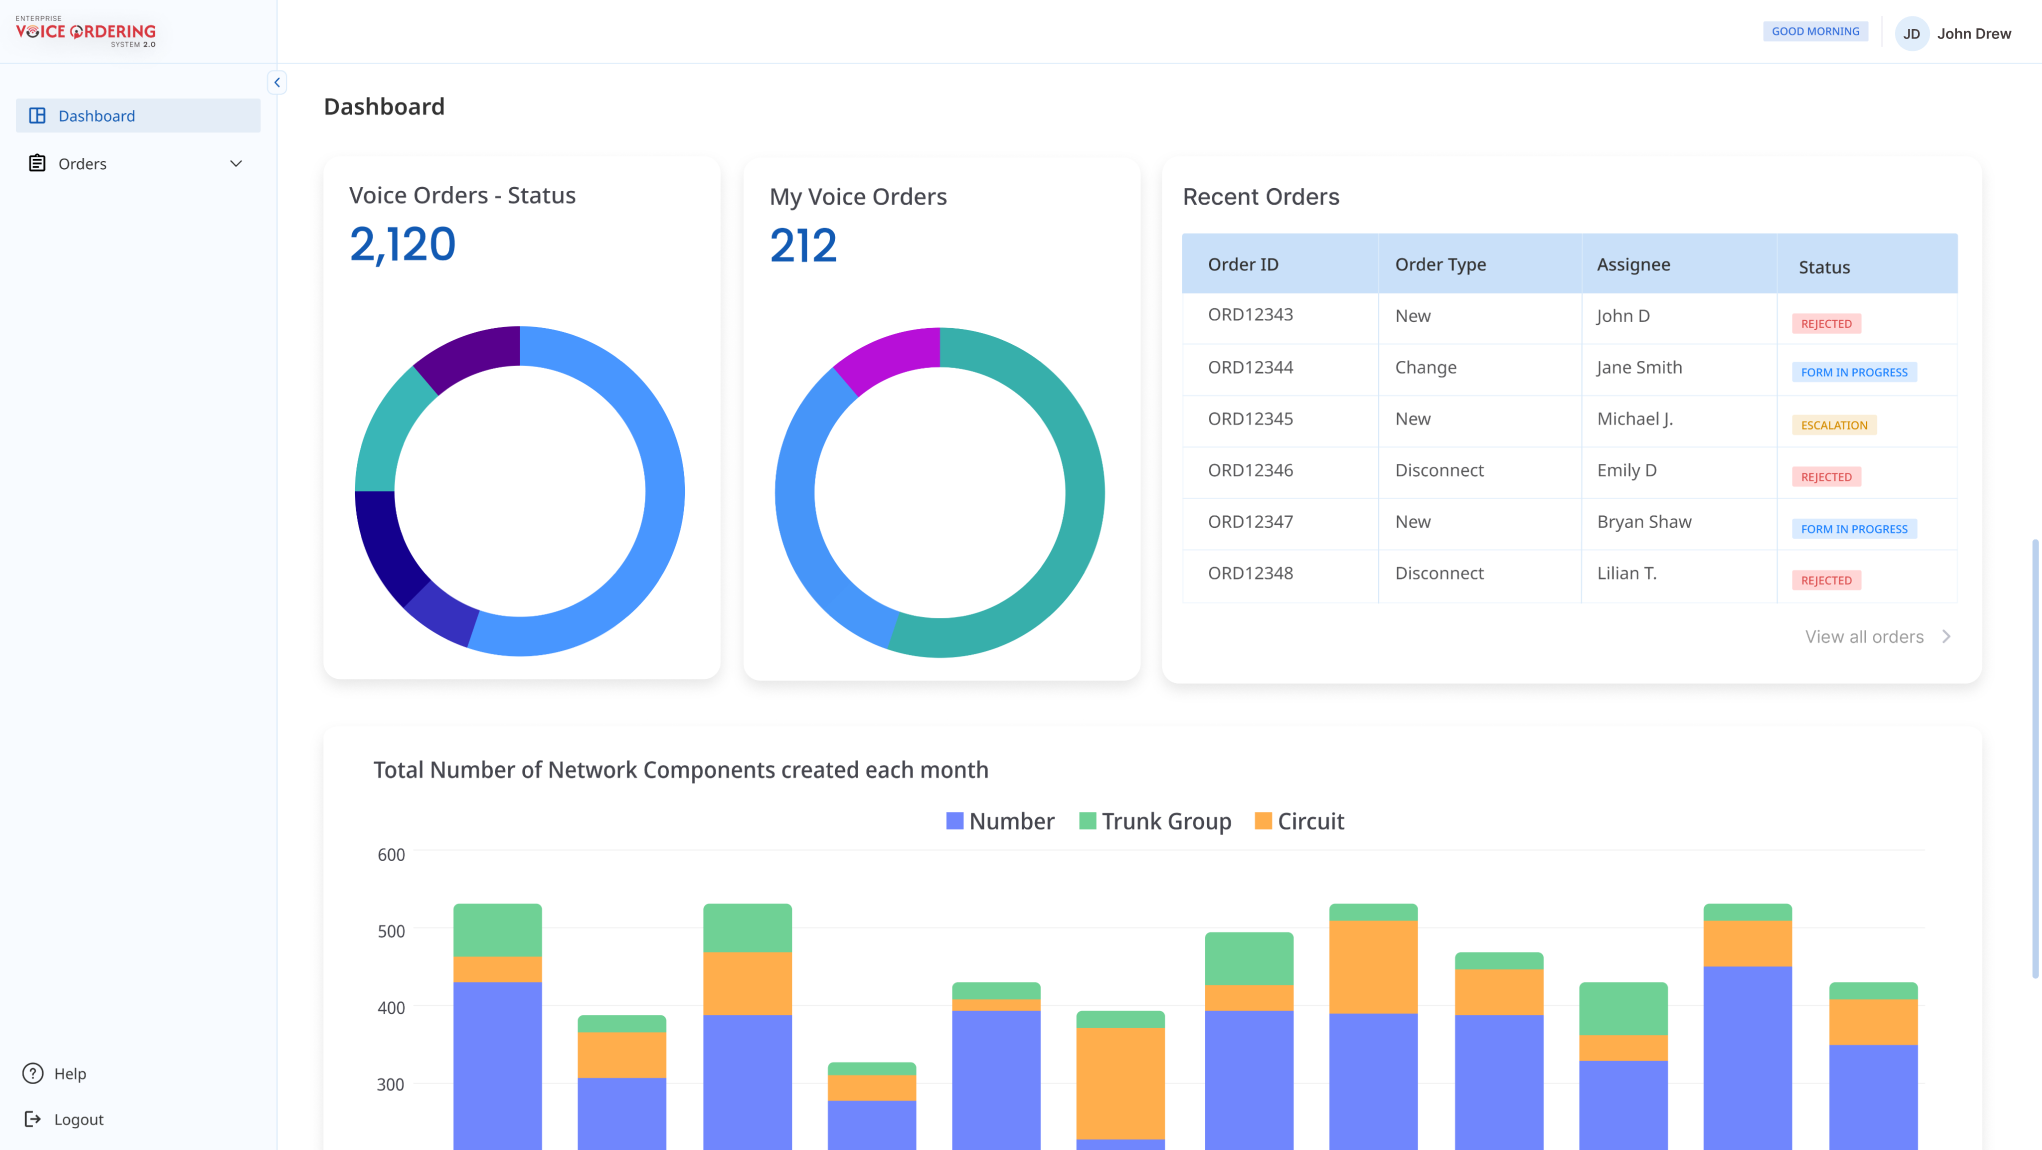 ENTERPRISE
VOICE ORDERING
SYSTEM 2.0
GOOD MORNING
JD
John Drew
Dashboard
Orders
Help
Logout
Dashboard
Voice Orders - Status
2,120
My Voice Orders
212
Recent Orders
Order ID Order Type Assignee Status
ORD12343 New John D REJECTED
ORD12344 Change Jane Smith FORM IN PROGRESS
ORD12345 New Michael J. ESCALATION
ORD12346 Disconnect Emily D REJECTED
ORD12347 New Bryan Shaw FORM IN PROGRESS
ORD12348 Disconnect Lilian T. REJECTED
View all orders
Total Number of Network Components created each month
Number Trunk Group Circuit
600
500
400
300